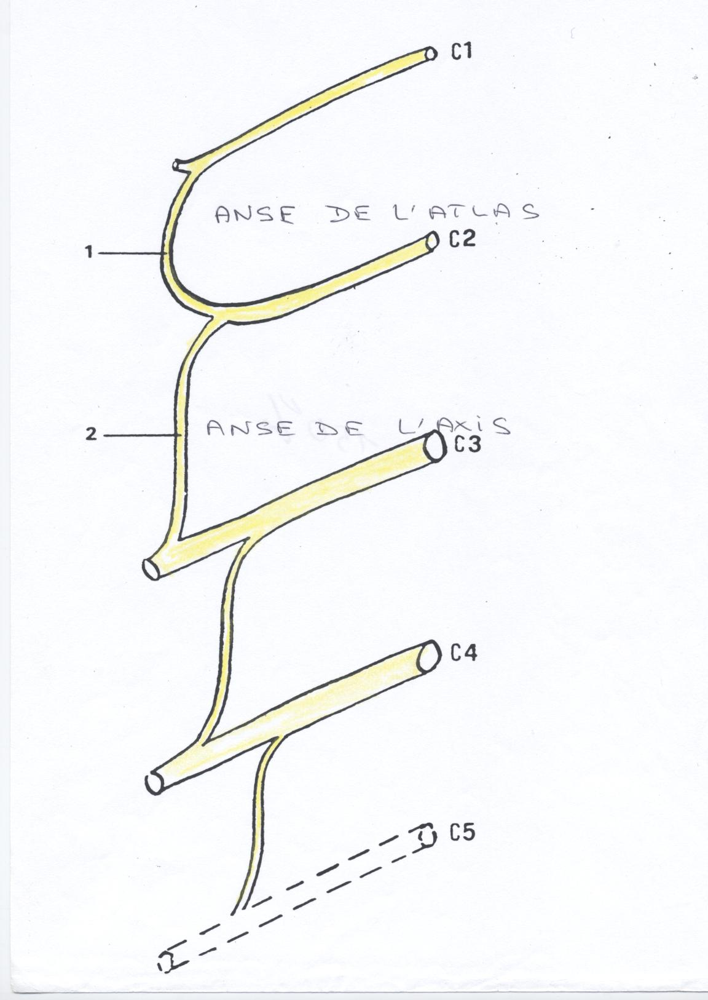 C1
ANSE DE L'ATLAS
C2
1
ANSE DE L'AXiS
2
C3
C4
C5